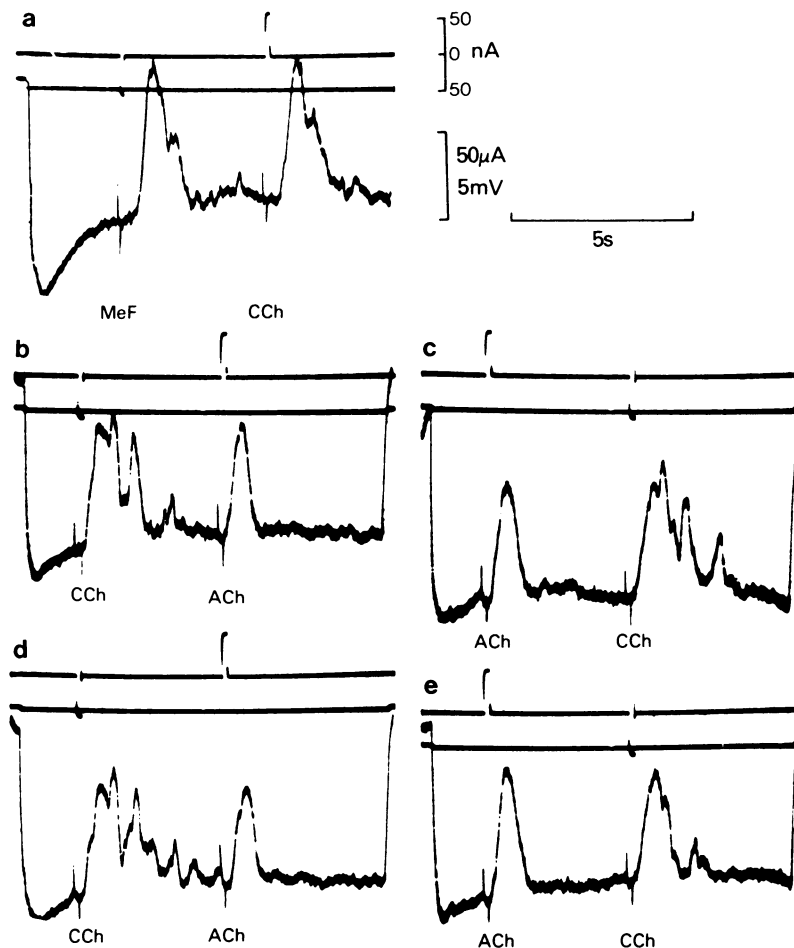 a
50
0 nA
50
50μA
5mV
5s
MeF CCh
b
c
CCh ACh
ACh CCh
d
e
CCh ACh
ACh CCh